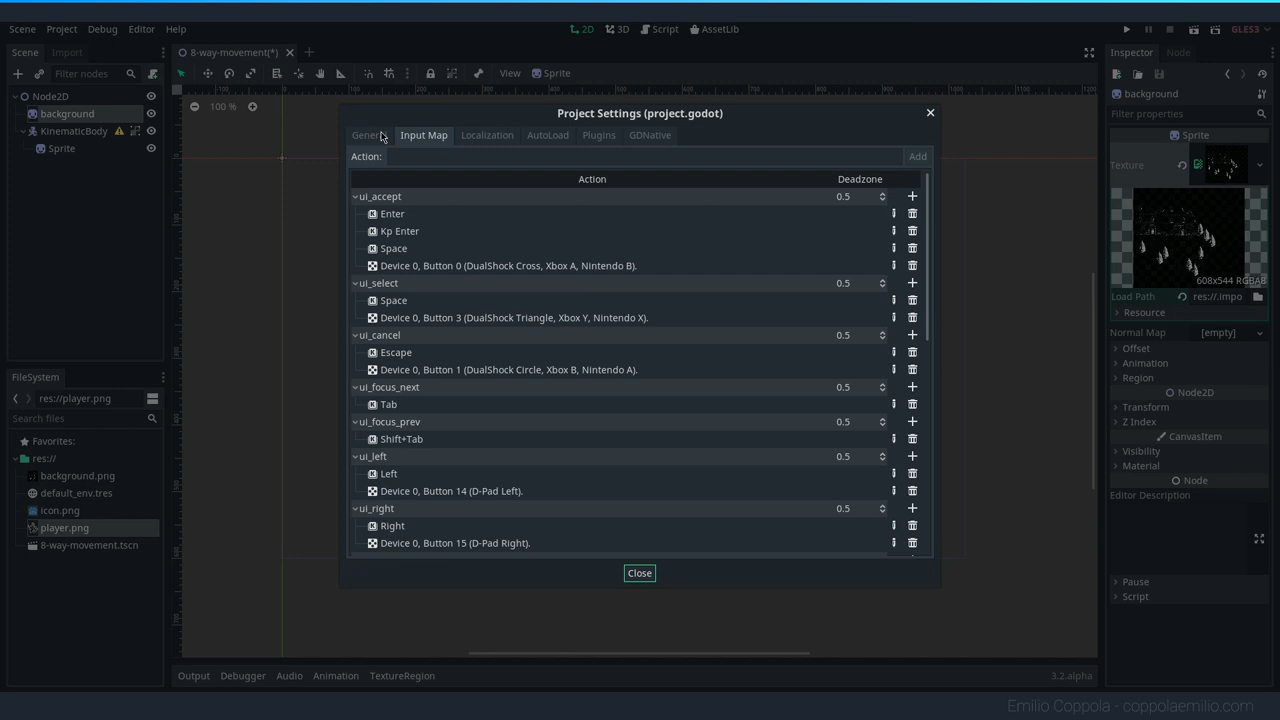 Scene Project Debug Editor Help
2D 3D Script AssetLib
GLES3
Scene Import
8-way-movement(*)
Inspector Node
Filter nodes
View Sprite
100 %
Node2D
background
KinematicBody
Sprite
background
Filter properties
Sprite
Texture
608x544 RGBA8
Load Path res://.impo
Resource
Normal Map [empty]
Offset
Animation
Region
Node2D
Transform
Z Index
CanvasItem
Visibility
Material
Node
Editor Description
Pause
Script
Project Settings (project.godot)
Input Map Localization AutoLoad Plugins GDNative
Action: Add
Action Deadzone
ui_accept 0.5
Enter
Kp Enter
Space
Device 0, Button 0 (DualShock Cross, Xbox A, Nintendo B).
ui_select 0.5
Space
Device 0, Button 3 (DualShock Triangle, Xbox Y, Nintendo X).
ui_cancel 0.5
Escape
Device 0, Button 1 (DualShock Circle, Xbox B, Nintendo A).
ui_focus_next 0.5
Tab
ui_focus_prev 0.5
Shift+Tab
ui_left 0.5
Left
Device 0, Button 14 (D-Pad Left).
ui_right 0.5
Right
Device 0, Button 15 (D-Pad Right).
Close
FileSystem
res://player.png
Search files
Favorites:
res://
background.png
default_env.tres
icon.png
player.png
8-way-movement.tscn
Output Debugger Audio Animation TextureRegion
3.2.alpha
Emilio Coppola - coppolaemilio.com